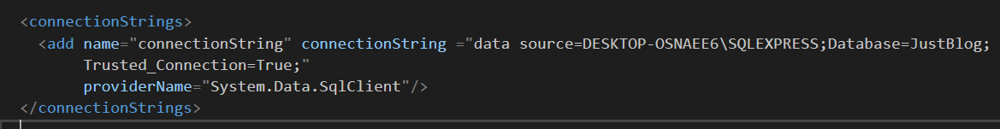 <connectionStrings>
<add name="connectionString" connectionString ="data source=DESKTOP-OSNAEE6\SQLEXPRESS;Database=JustBlog;
Trusted_Connection=True;"
providerName="System.Data.SqlClient"/>
</connectionStrings>